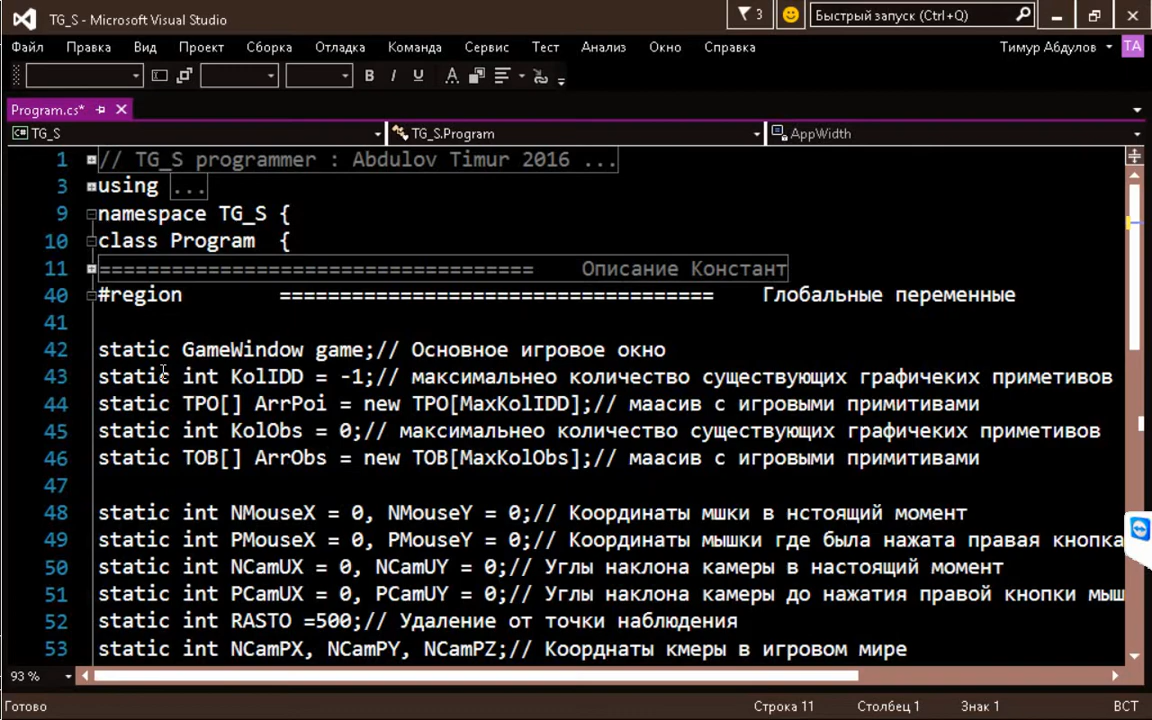 TG_S - Microsoft Visual Studio
3
Быстрый запуск (Ctrl+Q)
Файл Правка Вид Проект Сборка Отладка Команда Сервис Тест Анализ Окно Справка Тимур Абдулов TA
B I U A
Program.cs*
TG_S TG_S.Program AppWidth
1 // TG_S programmer : Abdulov Timur 2016 ...
3 using ...
9 namespace TG_S {
10 class Program {
11 ==================================== Описание Констант
40 #region ==================================== Глобальные переменные
41
42 static GameWindow game;// Основное игровое окно
43 static int KolIDD = -1;// максимальнео количество существующих графичеких приметивов
44 static TPO[] ArrPoi = new TPO[MaxKolIDD];// маасив с игровыми примитивами
45 static int KolObs = 0;// максимальнео количество существующих графичеких приметивов
46 static TOB[] ArrObs = new TOB[MaxKolObs];// маасив с игровыми примитивами
47
48 static int NMouseX = 0, NMouseY = 0;// Координаты мшки в нстоящий момент
49 static int PMouseX = 0, PMouseY = 0;// Координаты мышки где была нажата правая кнопка
50 static int NCamUX = 0, NCamUY = 0;// Углы наклона камеры в настоящий момент
51 static int PCamUX = 0, PCamUY = 0;// Углы наклона камеры до нажатия правой кнопки мыш
52 static int RASTO =500;// Удаление от точки наблюдения
53 static int NCamPX, NCamPY, NCamPZ;// Коорднаты кмеры в игровом мире
93 %
Готово Строка 11 Столбец 1 Знак 1 ВСТ